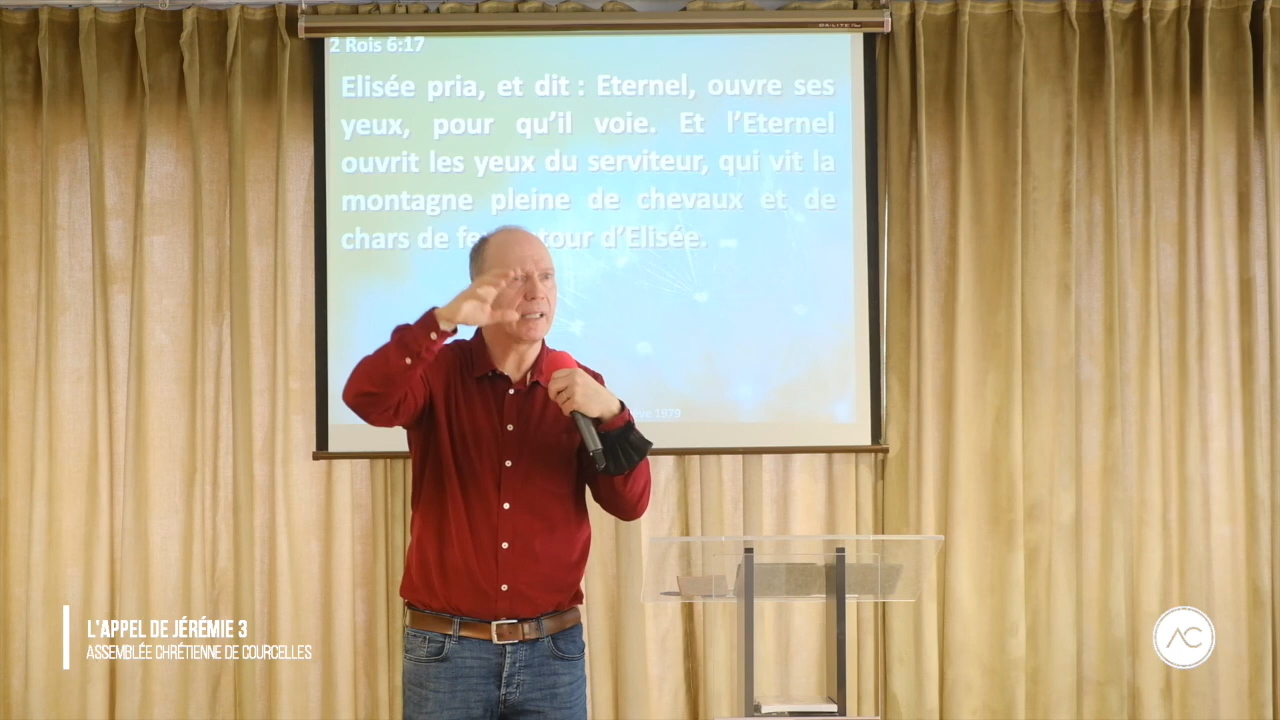 DA-LITE
2 Rois 6:17
Elisée pria, et dit : Eternel, ouvre ses
yeux, pour qu'il voie. Et l'Eternel
ouvrit les yeux du serviteur, qui vit la
montagne pleine de chevaux et de
chars de d'Elisée.
1879
L'APPEL DE JÉRÉMIE 3
ASSEMBLÉE CHRÉTIENNE DE COURCELLES
AC